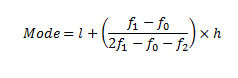 Mode = l + ( (f₁ − f₀) / (2f₁ − f₀ − f₂) ) × h